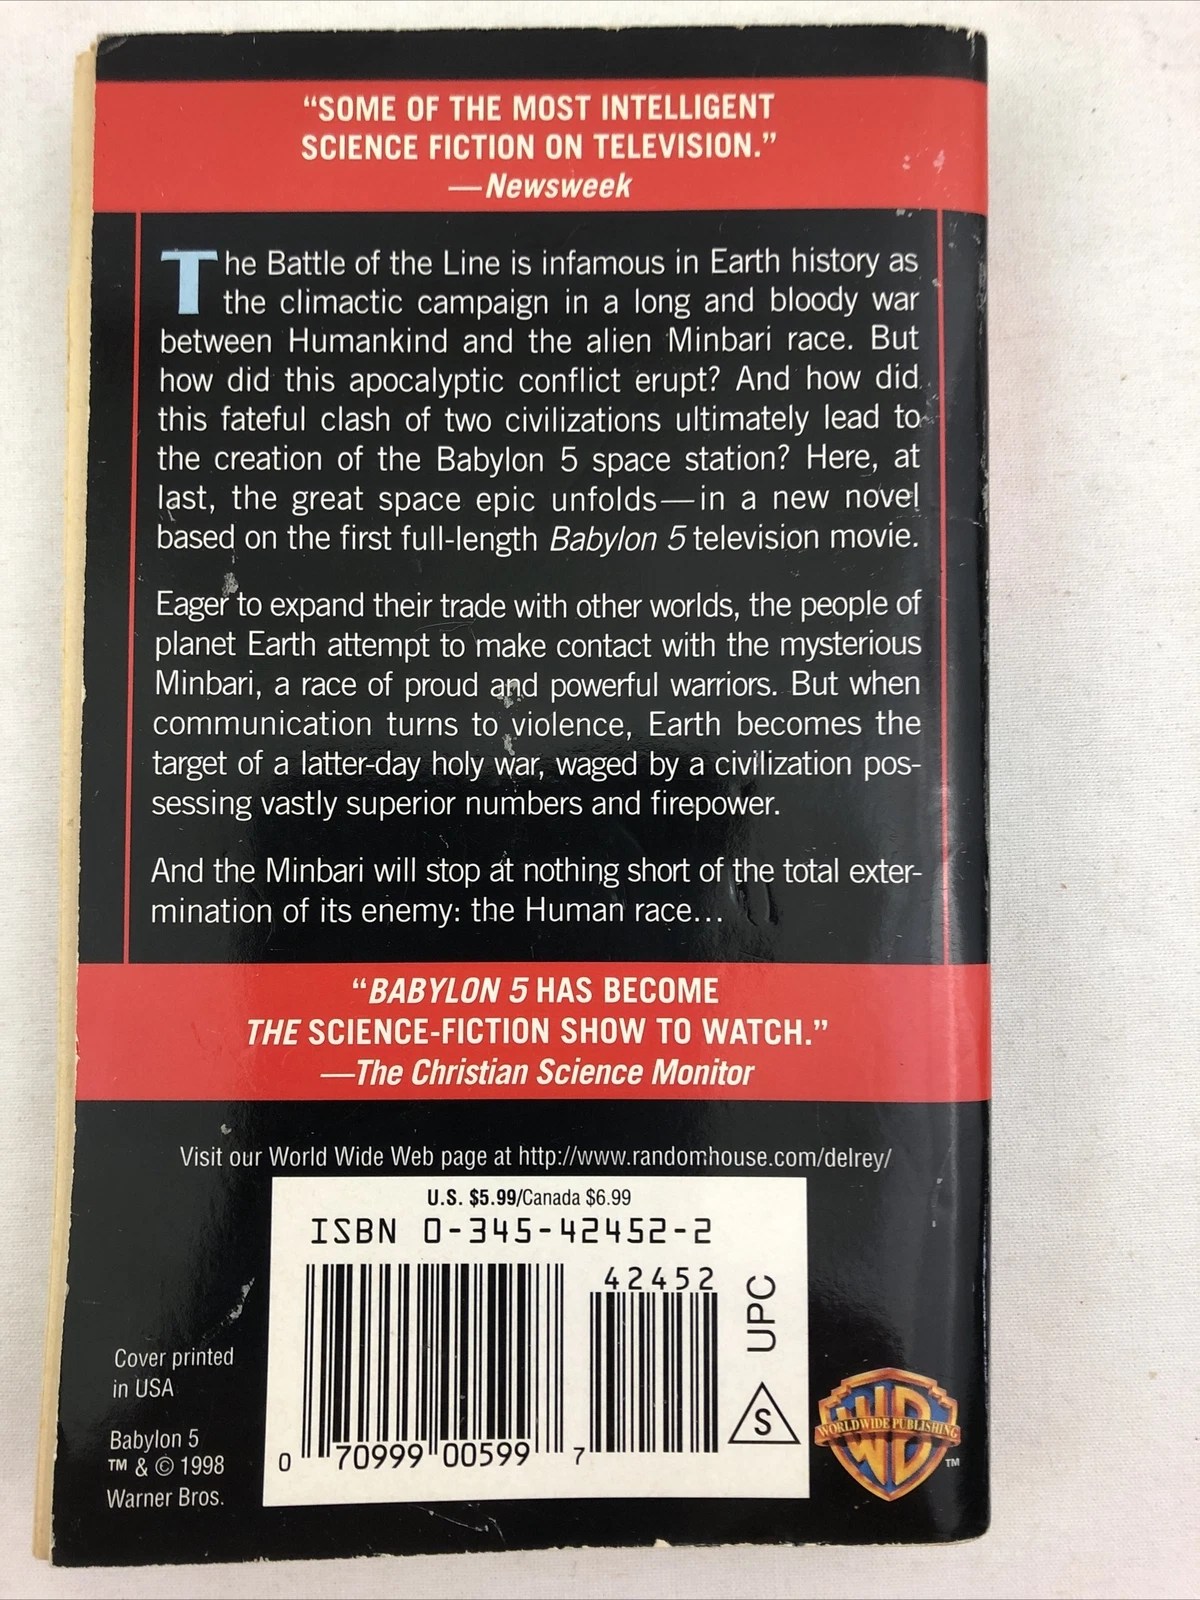 “SOME OF THE MOST INTELLIGENT
SCIENCE FICTION ON TELEVISION.”
—Newsweek
The Battle of the Line is infamous in Earth history as
the climactic campaign in a long and bloody war
between Humankind and the alien Minbari race. But
how did this apocalyptic conflict erupt? And how did
this fateful clash of two civilizations ultimately lead to
the creation of the Babylon 5 space station? Here, at
last, the great space epic unfolds—in a new novel
based on the first full-length Babylon 5 television movie.
Eager to expand their trade with other worlds, the people of
planet Earth attempt to make contact with the mysterious
Minbari, a race of proud and powerful warriors. But when
communication turns to violence, Earth becomes the
target of a latter-day holy war, waged by a civilization pos-
sessing vastly superior numbers and firepower.
And the Minbari will stop at nothing short of the total exter-
mination of its enemy: the Human race...
“BABYLON 5 HAS BECOME
THE SCIENCE-FICTION SHOW TO WATCH.”
—The Christian Science Monitor
Visit our World Wide Web page at http://www.randomhouse.com/delrey/
U.S. $5.99/Canada $6.99
ISBN 0-345-42452-2
42452
UPC
S
0 70999 00599 7
Cover printed
in USA
Babylon 5
™ & © 1998
Warner Bros.
WB
WORLDWIDE PUBLISHING
TM